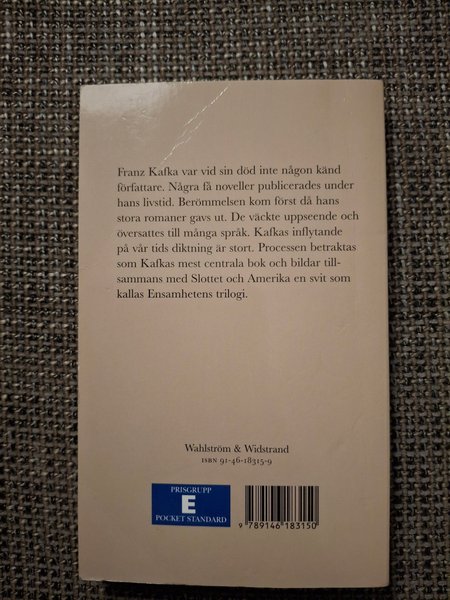 Franz Kafka var vid sin död inte någon känd
författare. Några få noveller publicerades under
hans livstid. Berömmelsen kom först då hans
stora romaner gavs ut. De väckte uppseende och
översattes till många språk. Kafkas inflytande
på vår tids diktning är stort. Processen betraktas
som Kafkas mest centrala bok och bildar till-
sammans med Slottet och Amerika en svit som
kallas Ensamhetens trilogi.
Wahlström & Widstrand
ISBN 91-46-18315-9
PRISGRUPP
E
POCKET STANDARD
9 789146 183150